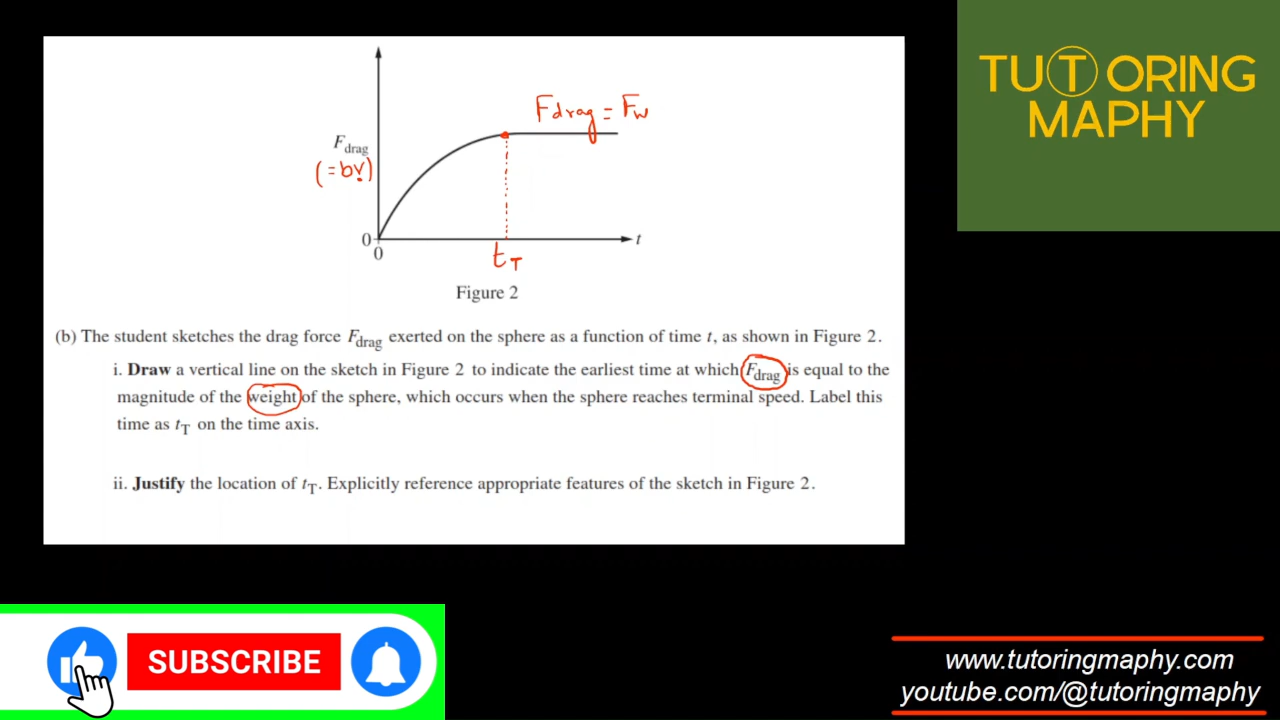 TUTORING
MAPHY
Fdrag = Fw
Fdrag
(=bv)
0
0
tT
t
Figure 2
(b) The student sketches the drag force Fdrag exerted on the sphere as a function of time t, as shown in Figure 2.
i. Draw a vertical line on the sketch in Figure 2 to indicate the earliest time at which Fdrag is equal to the
magnitude of the weight of the sphere, which occurs when the sphere reaches terminal speed. Label this
time as tT on the time axis.
ii. Justify the location of tT. Explicitly reference appropriate features of the sketch in Figure 2.
SUBSCRIBE
www.tutoringmaphy.com
youtube.com/@tutoringmaphy